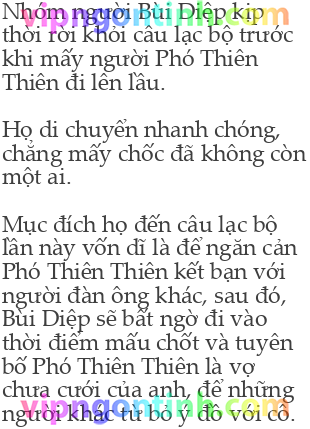 vipngontinh.com
Nhóm người Bùi Diệp kịp
thời rời khỏi câu lạc bộ trước
khi mấy người Phó Thiên
Thiên đi lên lầu.
Họ di chuyển nhanh chóng,
chẳng mấy chốc đã không còn
một ai.
Mục đích họ đến câu lạc bộ
lần này vốn dĩ là để ngăn cản
Phó Thiên Thiên kết bạn với
người đàn ông khác, sau đó,
Bùi Diệp sẽ bất ngờ đi vào
thời điểm mấu chốt và tuyên
bố Phó Thiên Thiên là vợ
chưa cưới của anh, để những
người khác từ bỏ ý đồ với cô.
vipngontinh.com